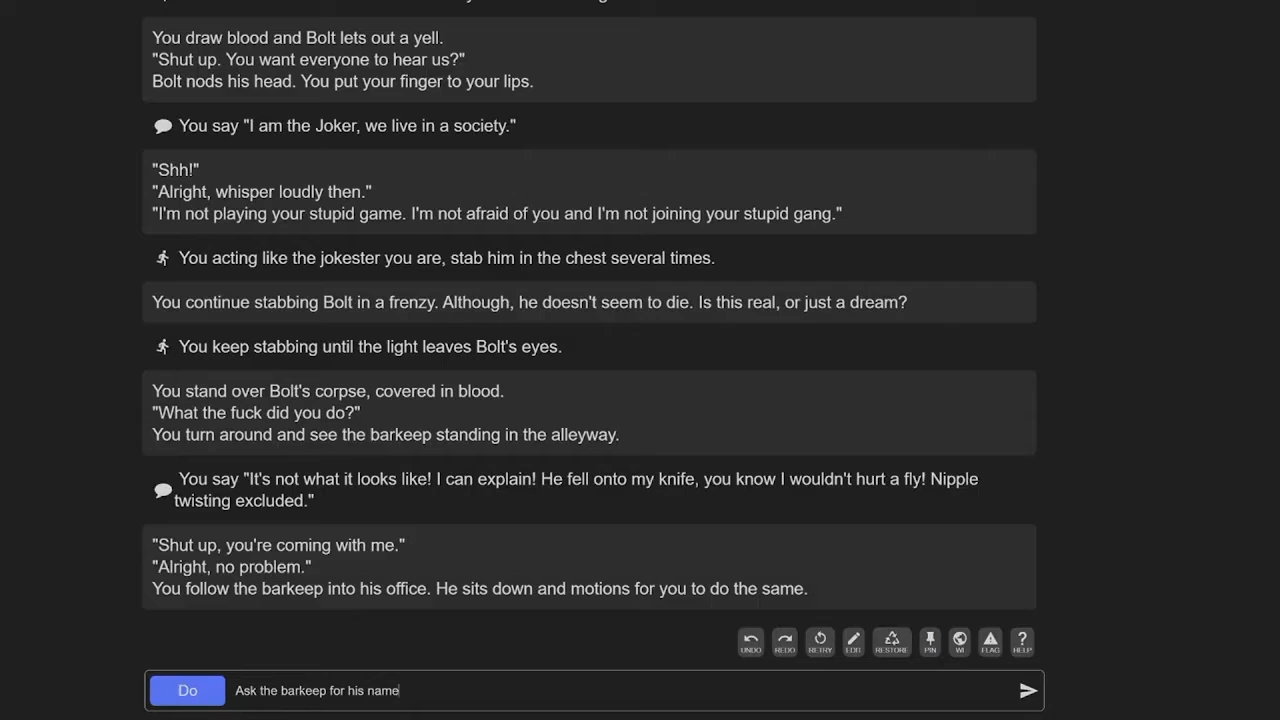 You draw blood and Bolt lets out a yell.
"Shut up. You want everyone to hear us?"
Bolt nods his head. You put your finger to your lips.
You say "I am the Joker, we live in a society."
"Shh!"
"Alright, whisper loudly then."
"I'm not playing your stupid game. I'm not afraid of you and I'm not joining your stupid gang."
You acting like the jokester you are, stab him in the chest several times.
You continue stabbing Bolt in a frenzy. Although, he doesn't seem to die. Is this real, or just a dream?
You keep stabbing until the light leaves Bolt's eyes.
You stand over Bolt's corpse, covered in blood.
"What the fuck did you do?"
You turn around and see the barkeep standing in the alleyway.
You say "It's not what it looks like! I can explain! He fell onto my knife, you know I wouldn't hurt a fly! Nipple
twisting excluded."
"Shut up, you're coming with me."
"Alright, no problem."
You follow the barkeep into his office. He sits down and motions for you to do the same.
UNDO REDO RETRY EDIT RESTORE PIN WI FLAG HELP
Do Ask the barkeep for his name